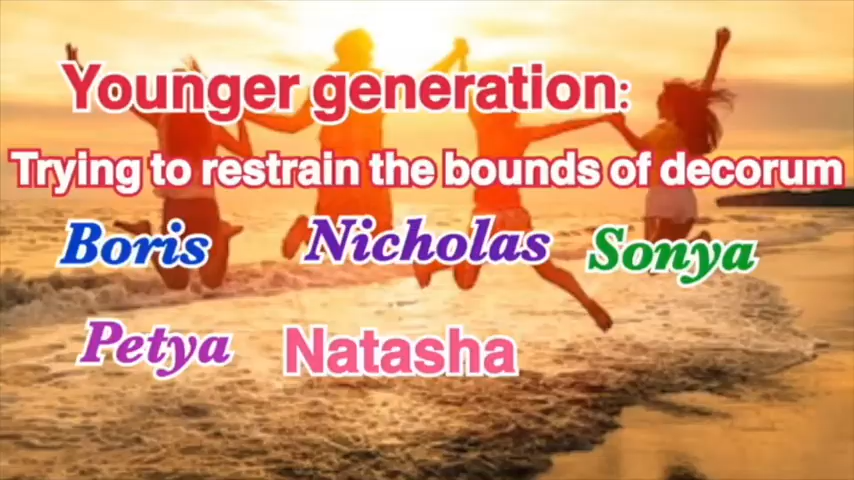 Younger generation:
Trying to restrain the bounds of decorum
Boris Nicholas Sonya
Petya Natasha